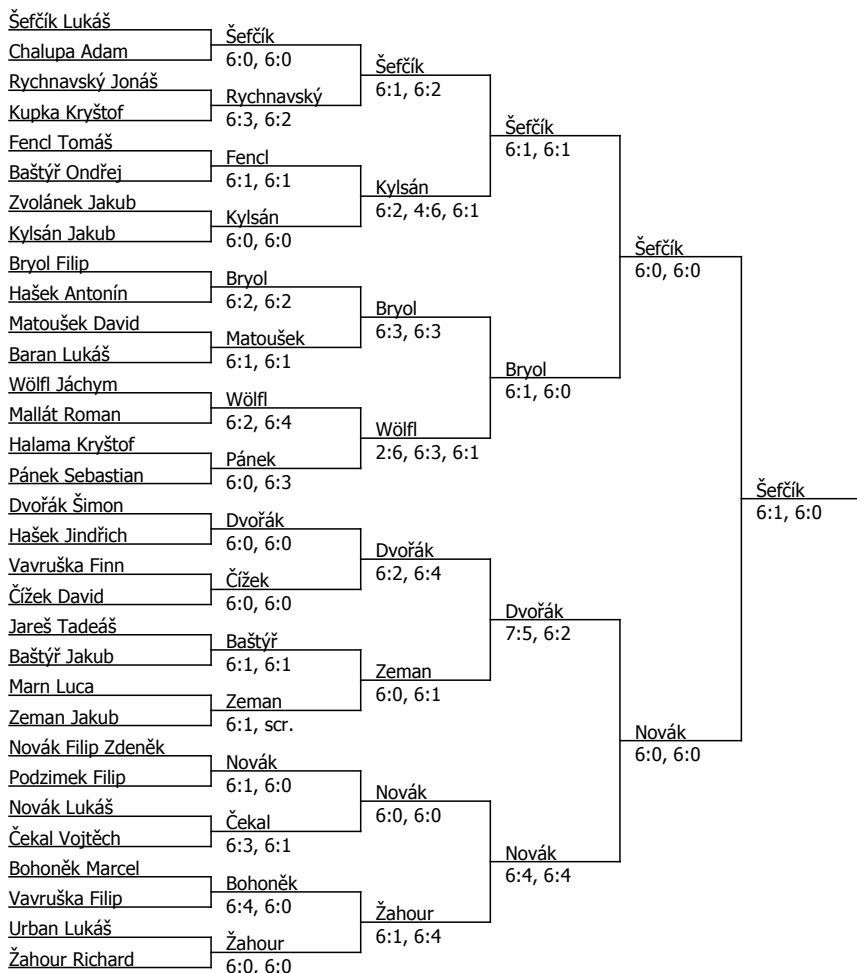 Šefčík Lukáš
Chalupa Adam
Rychnavský Jonáš
Kupka Kryštof
Fencl Tomáš
Baštýř Ondřej
Zvolánek Jakub
Kylsán Jakub
Bryol Filip
Hašek Antonín
Matoušek David
Baran Lukáš
Wölfl Jáchym
Mallát Roman
Halama Kryštof
Pánek Sebastian
Dvořák Šimon
Hašek Jindřich
Vavruška Finn
Čížek David
Jareš Tadeáš
Baštýř Jakub
Marn Luca
Zeman Jakub
Novák Filip Zdeněk
Podzimek Filip
Novák Lukáš
Čekal Vojtěch
Bohoněk Marcel
Vavruška Filip
Urban Lukáš
Žahour Richard
Šefčík
6:0, 6:0
Rychnavský
6:3, 6:2
Fencl
6:1, 6:1
Kylsán
6:0, 6:0
Bryol
6:2, 6:2
Matoušek
6:1, 6:1
Wölfl
6:2, 6:4
Pánek
6:0, 6:3
Dvořák
6:0, 6:0
Čížek
6:0, 6:0
Baštýř
6:1, 6:1
Zeman
6:1, scr.
Novák
6:1, 6:0
Čekal
6:3, 6:1
Bohoněk
6:4, 6:0
Žahour
6:0, 6:0
Šefčík
6:1, 6:2
Kylsán
6:2, 4:6, 6:1
Bryol
6:3, 6:3
Wölfl
2:6, 6:3, 6:1
Dvořák
6:2, 6:4
Zeman
6:0, 6:1
Novák
6:0, 6:0
Žahour
6:1, 6:4
Šefčík
6:1, 6:1
Bryol
6:1, 6:0
Dvořák
7:5, 6:2
Novák
6:4, 6:4
Šefčík
6:0, 6:0
Novák
6:0, 6:0
Šefčík
6:1, 6:0